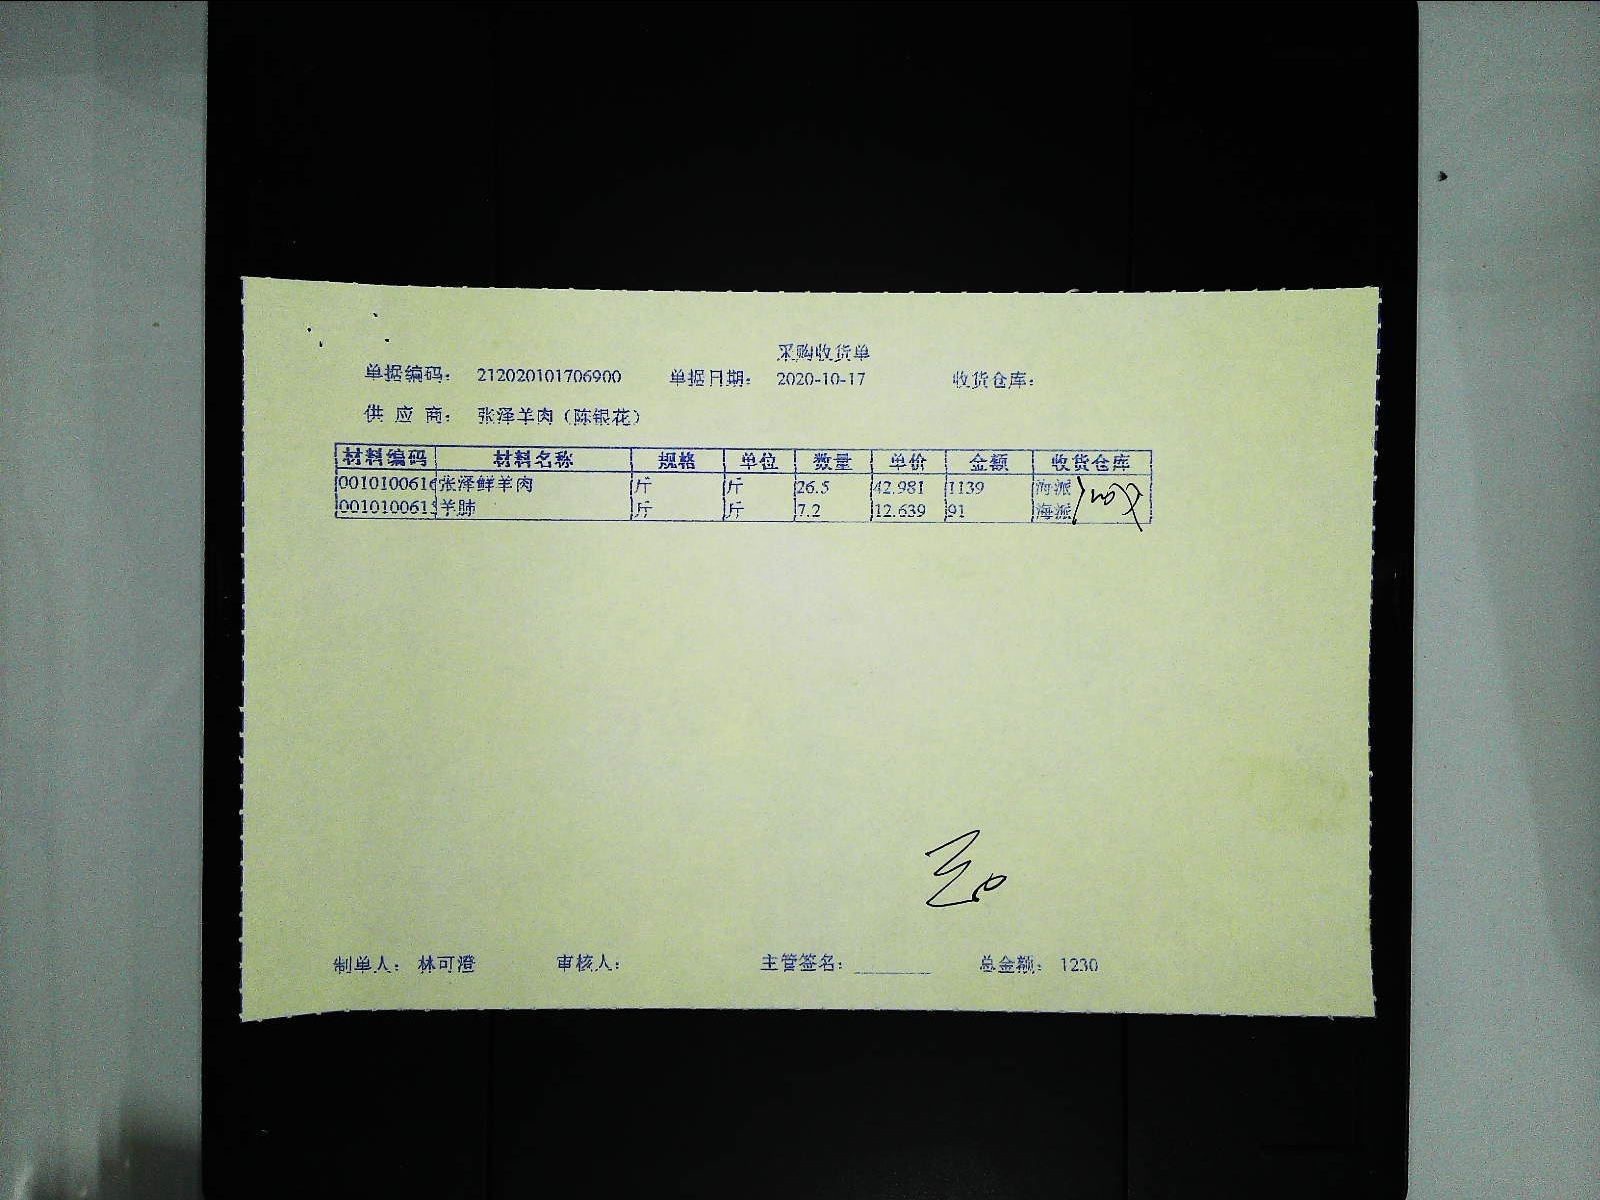 采购收货单
单据编码： 212020101706900 单据日期： 2020-10-17 收货仓库：
供 应 商： 张泽羊肉（陈银花）
材料编码 材料名称 规格 单位 数量 单价 金额 收货仓库
0010100616 张泽鲜羊肉 斤 斤 26.5 42.981 1139 海派
0010100615 羊肺 斤 斤 7.2 12.639 91 海派
制单人： 林可澄 审核人： 主管签名： 总金额： 1230